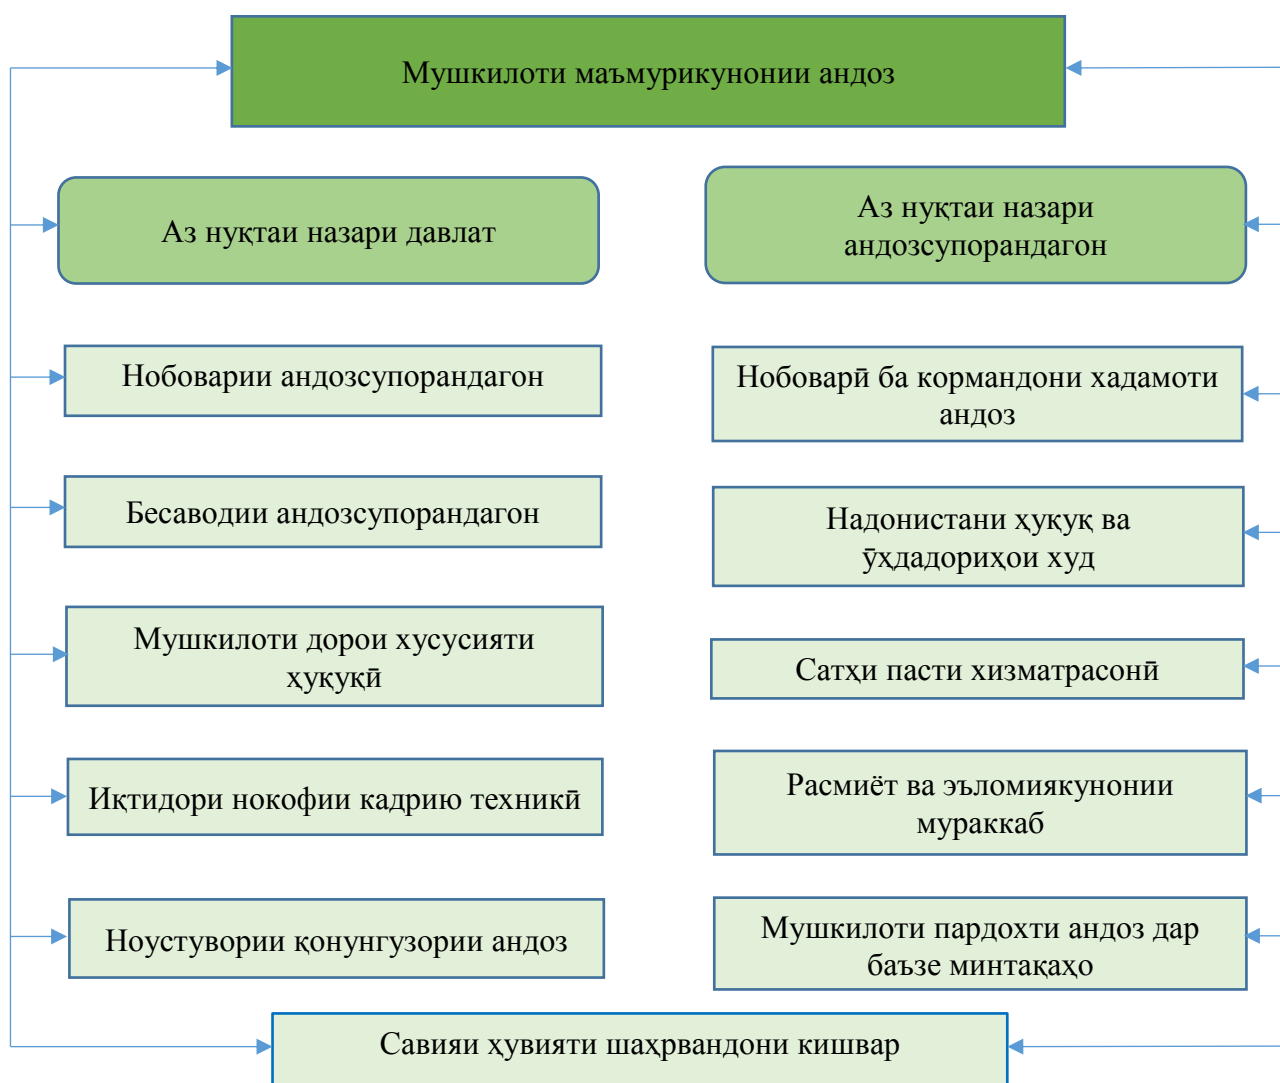 Мушкилоти маъмурикунонии андоз
Аз нуқтаи назари давлат
Аз нуқтаи назари
андозсупорандагон
Нобоварии андозсупорандагон
Нобоварӣ ба кормандони хадамоти
андоз
Бесаводии андозсупорандагон
Надонистани ҳуқуқ ва
ӯҳдадориҳои худ
Мушкилоти дорои хусусияти
ҳуқуқӣ
Сатҳи пасти хизматрасонӣ
Иқтидори нокофии кадрию техникӣ
Расмиёт ва эъломиякунонии
мураккаб
Ноустувории қонунгузории андоз
Мушкилоти пардохти андоз дар
баъзе минтақаҳо
Савияи ҳувияти шаҳрвандони кишвар